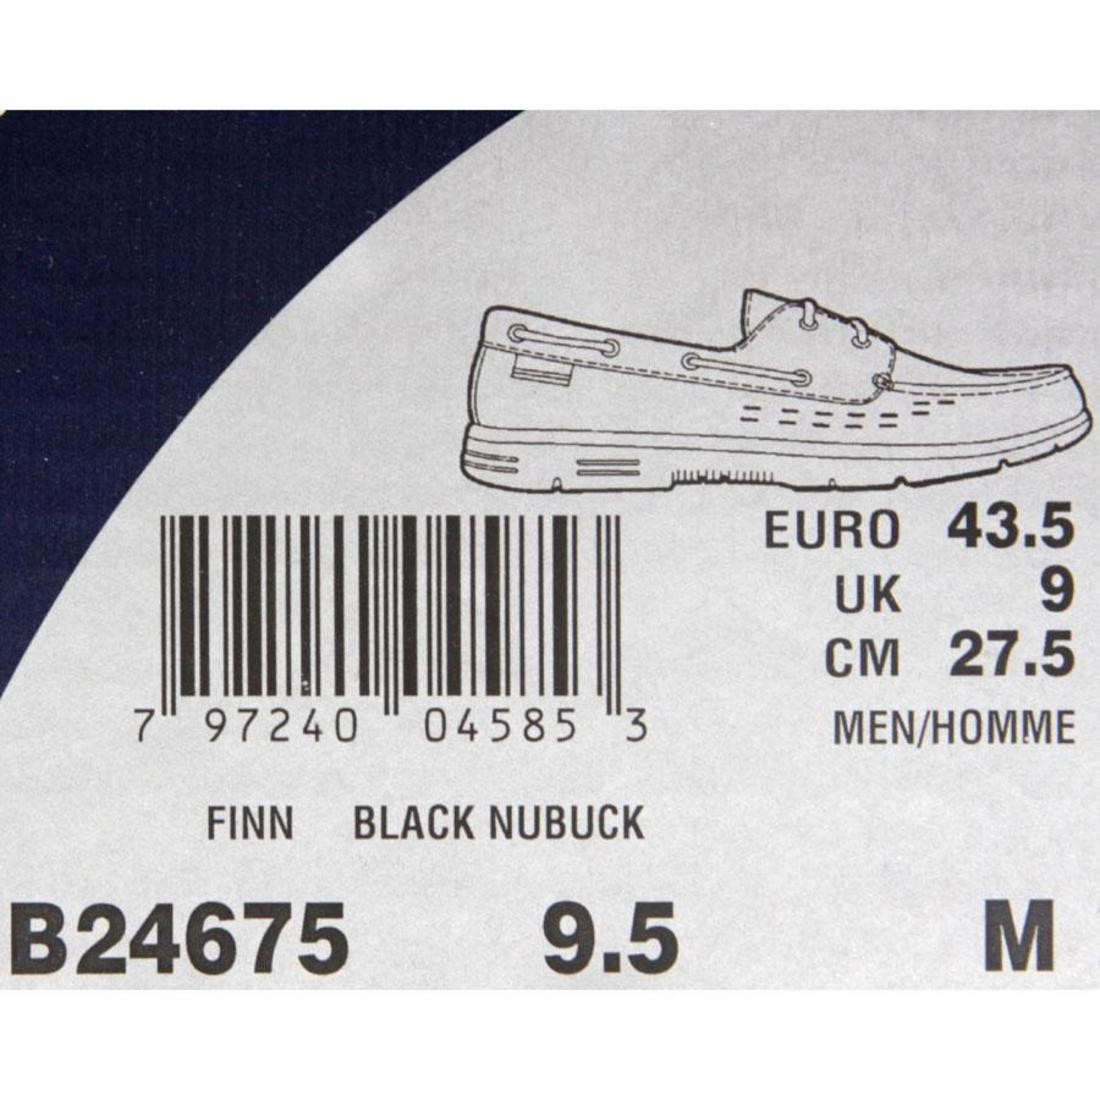 EURO 43.5
UK 9
CM 27.5
MEN/HOMME
7 97240 04585 3
FINN BLACK NUBUCK
B24675 9.5 M